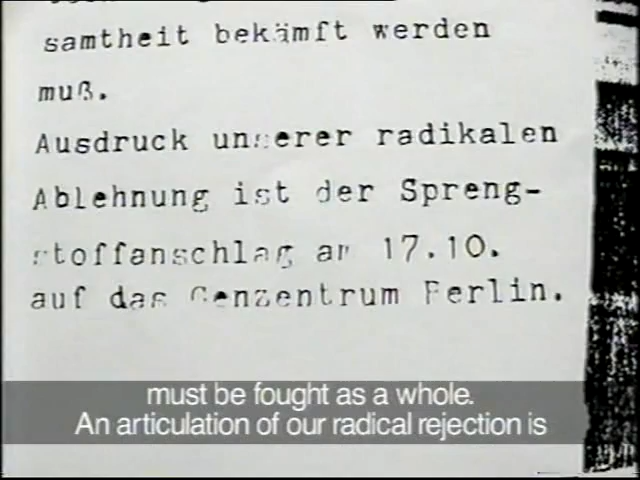 samtheit bekämft werden
muß.
Ausdruck unserer radikalen
Ablehnung ist der Spreng-
stoffanschlag am 17.10.
auf das Genzentrum Berlin.
must be fought as a whole.
An articulation of our radical rejection is